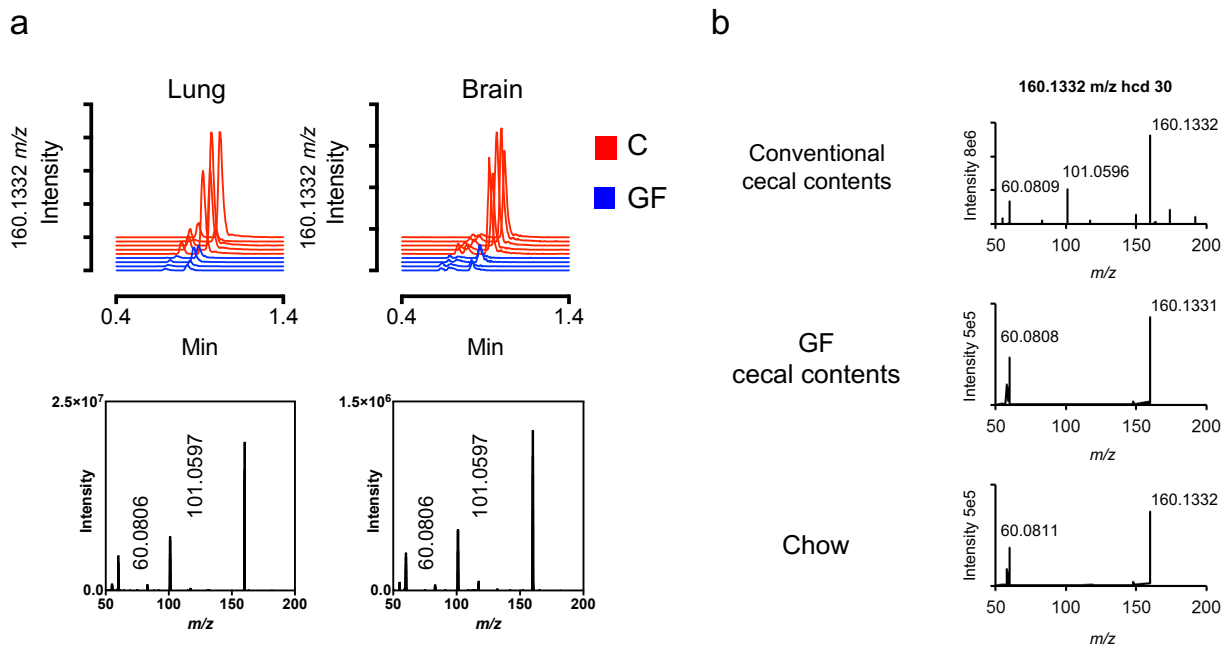 a
b
Lung
Brain
160.1332 m/z
Intensity
160.1332 m/z
Intensity
C
GF
0.4
1.4
0.4
1.4
Min
Min
2.5×10⁷
0.0
Intensity
60.0806
101.0597
50
100
150
200
m/z
1.5×10⁶
0.0
Intensity
60.0806
101.0597
50
100
150
200
m/z
160.1332 m/z hcd 30
Conventional
cecal contents
Intensity 8e6
60.0809
101.0596
160.1332
50
100
150
200
m/z
GF
cecal contents
Intensity 5e5
60.0808
160.1331
50
100
150
200
m/z
Chow
Intensity 5e5
60.0811
160.1332
50
100
150
200
m/z